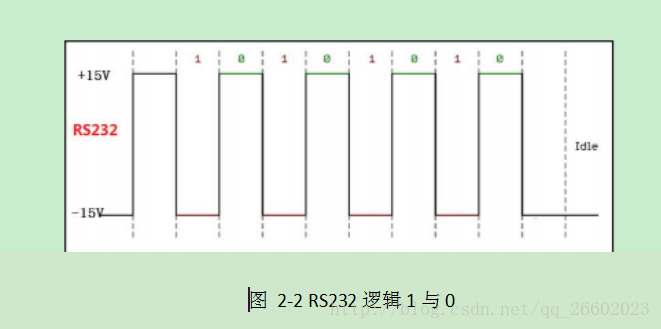 1 0 1 0 1 0 1 0
+15V
RS232
Idle
-15V
图 2-2 RS232 逻辑 1 与 0
http://blog.csdn.net/qq_26602023